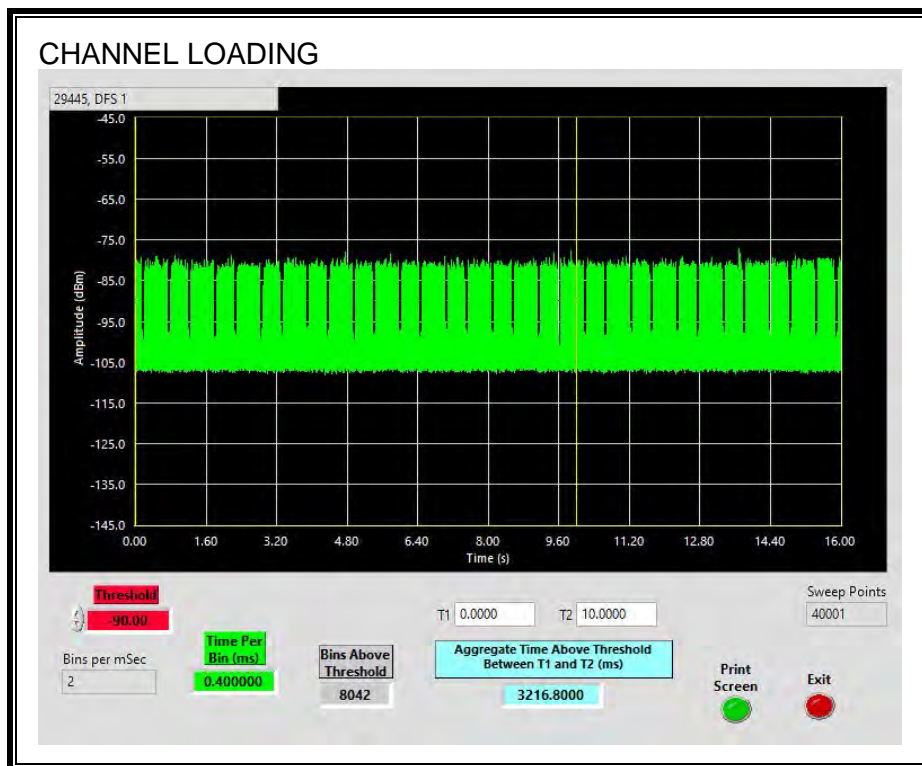 CHANNEL LOADING
29445, DFS 1
-45.0
-55.0
-65.0
-75.0
-85.0
-95.0
-105.0
-115.0
-125.0
-135.0
-145.0
Amplitude (dBm)
0.00 1.60 3.20 4.80 6.40 8.00 9.60 11.20 12.80 14.40 16.00
Time (s)
Threshold
-90.00
T1 0.0000 T2 10.0000
Sweep Points
40001
Bins per mSec
2
Time Per
Bin (ms)
0.400000
Bins Above
Threshold
8042
Aggregate Time Above Threshold
Between T1 and T2 (ms)
3216.8000
Print
Screen
Exit